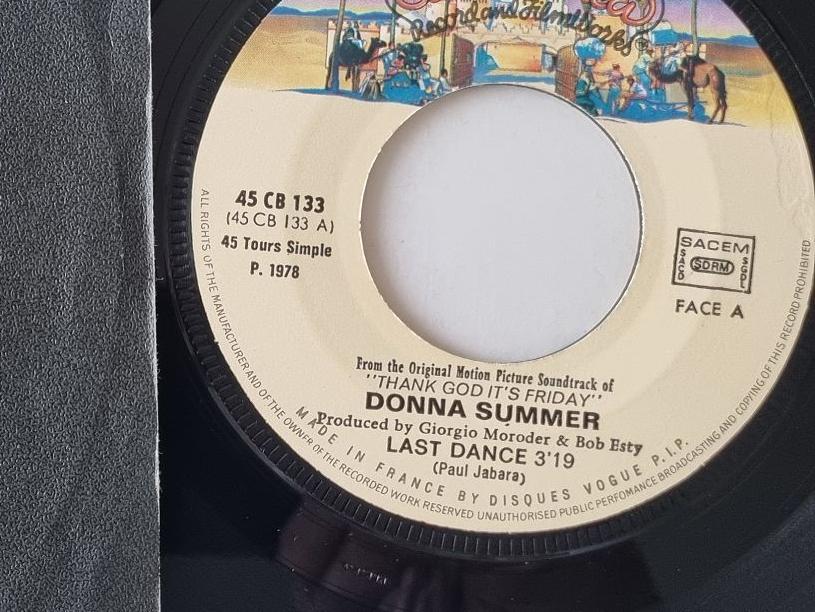 Record and FilmWorks
45 CB 133
(45 CB 133 A)
45 Tours Simple
P. 1978
SACEM
SACD
SDRM
SGDL
FACE A
From the Original Motion Picture Soundtrack of
"THANK GOD IT'S FRIDAY"
DONNA SUMMER
Produced by Giorgio Moroder & Bob Esty
LAST DANCE 3'19
(Paul Jabara)
MADE IN FRANCE BY DISQUES VOGUE P.I.P.
ALL RIGHTS OF THE MANUFACTURER AND OF THE OWNER OF THE RECORDED WORK RESERVED UNAUTHORISED PUBLIC PERFOMANCE BROADCASTING AND COPYING OF THIS RECORD PROHIBITED